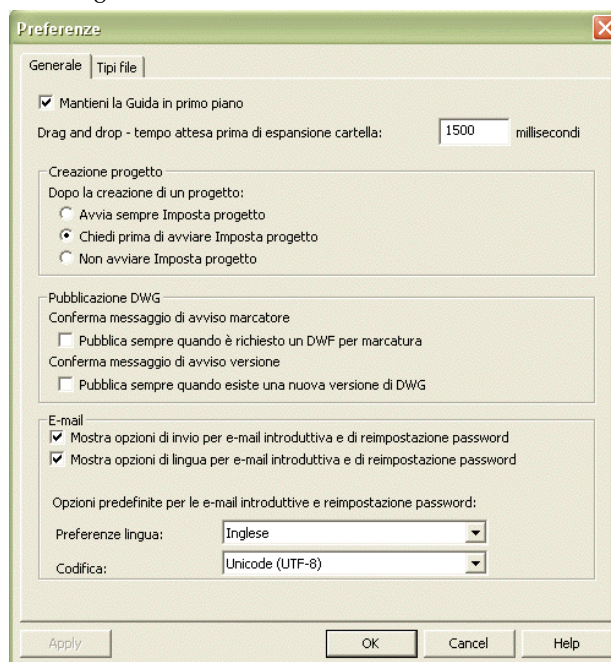 Preferenze
Generale
Tipi file
Mantieni la Guida in primo piano
Drag and drop - tempo attesa prima di espansione cartella: 1500 millisecondi
Creazione progetto
Dopo la creazione di un progetto:
Avvia sempre Imposta progetto
Chiedi prima di avviare Imposta progetto
Non avviare Imposta progetto
Pubblicazione DWG
Conferma messaggio di avviso marcatore
Pubblica sempre quando è richiesto un DWF per marcatura
Conferma messaggio di avviso versione
Pubblica sempre quando esiste una nuova versione di DWG
E-mail
Mostra opzioni di invio per e-mail introduttiva e di reimpostazione password
Mostra opzioni di lingua per e-mail introduttiva e di reimpostazione password
Opzioni predefinite per le e-mail introduttive e reimpostazione password:
Preferenze lingua: Inglese
Codifica: Unicode (UTF-8)
Apply OK Cancel Help